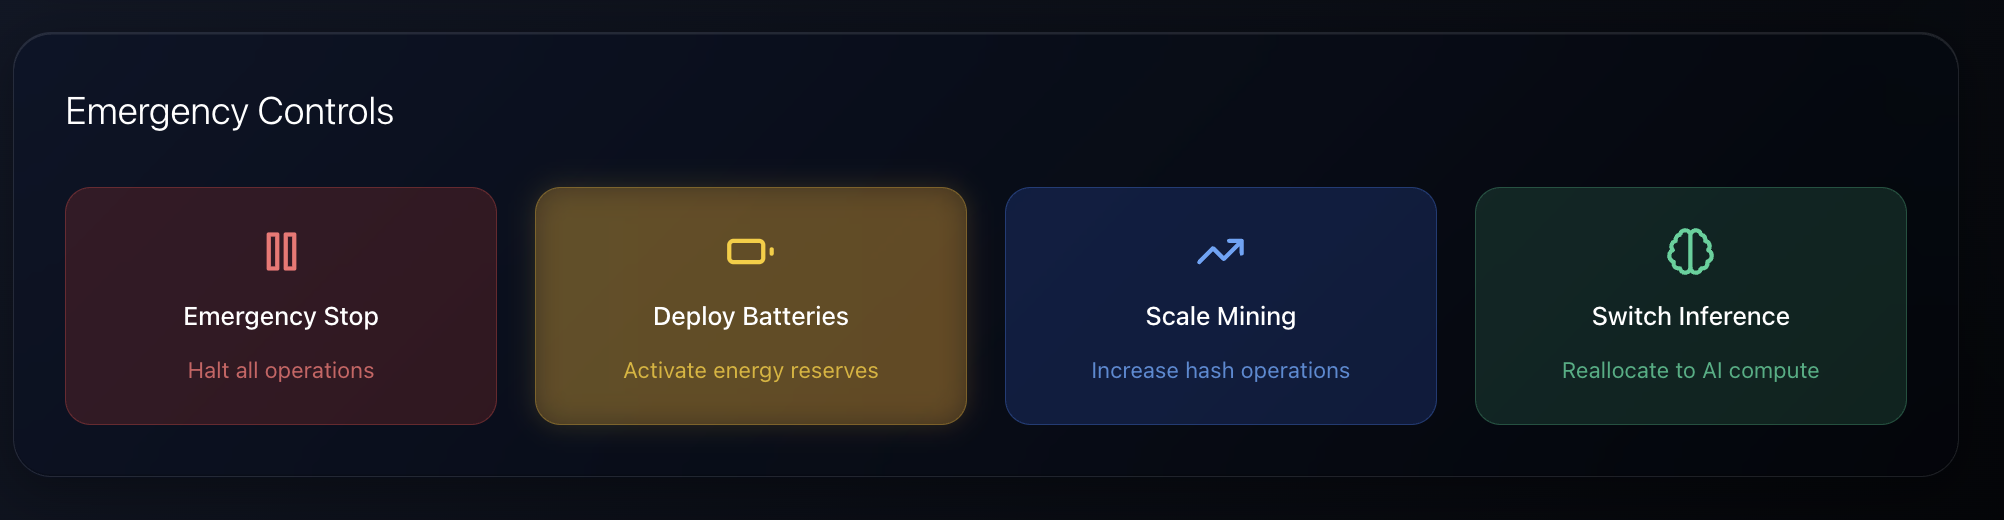 Emergency Controls
Emergency Stop
Halt all operations
Deploy Batteries
Activate energy reserves
Scale Mining
Increase hash operations
Switch Inference
Reallocate to AI compute